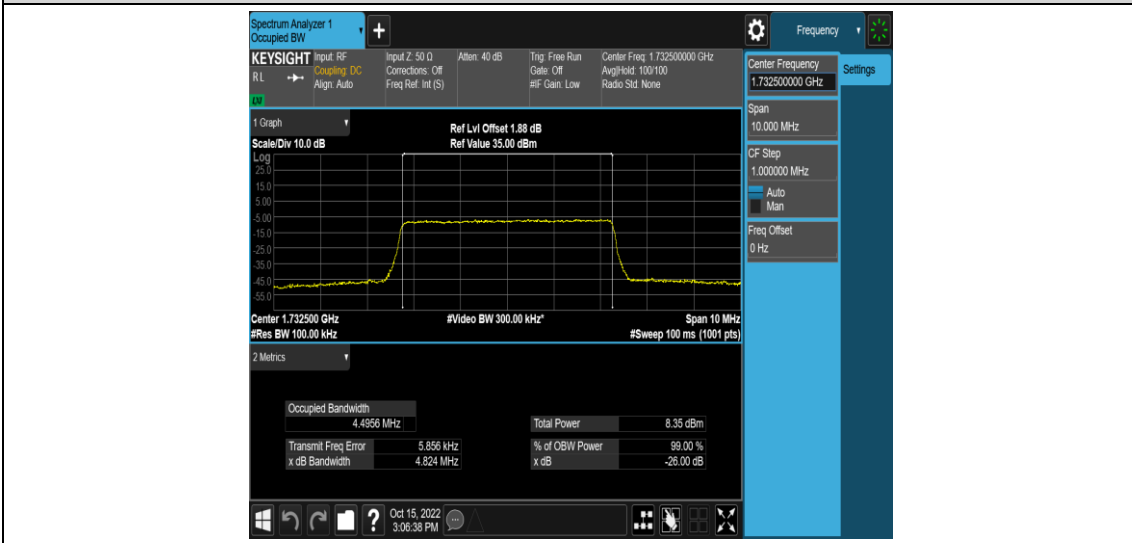 Spectrum Analyzer 1
Occupied BW
+
Frequency
KEYSIGHT Input: RF Input Z: 50 Ω Atten: 40 dB Trig: Free Run Center Freq: 1.732500000 GHz
RL Coupling: DC Corrections: Off Gate: Off Avg|Hold: 100/100
Align: Auto Freq Ref: Int (S) #IF Gain: Low Radio Std: None
LXI
Center Frequency
1.732500000 GHz
Settings
Span
10.000 MHz
CF Step
1.000000 MHz
Auto
Man
Freq Offset
0 Hz
1 Graph
Ref Lvl Offset 1.88 dB
Scale/Div 10.0 dB Ref Value 35.00 dBm
Log
25.0
15.0
5.00
-5.00
-15.0
-25.0
-35.0
-45.0
-55.0
Center 1.732500 GHz #Video BW 300.00 kHz* Span 10 MHz
#Res BW 100.00 kHz #Sweep 100 ms (1001 pts)
2 Metrics
Occupied Bandwidth
4.4956 MHz
Total Power 8.35 dBm
Transmit Freq Error 5.856 kHz % of OBW Power 99.00 %
x dB Bandwidth 4.824 MHz x dB -26.00 dB
? Oct 15, 2022
3:06:38 PM